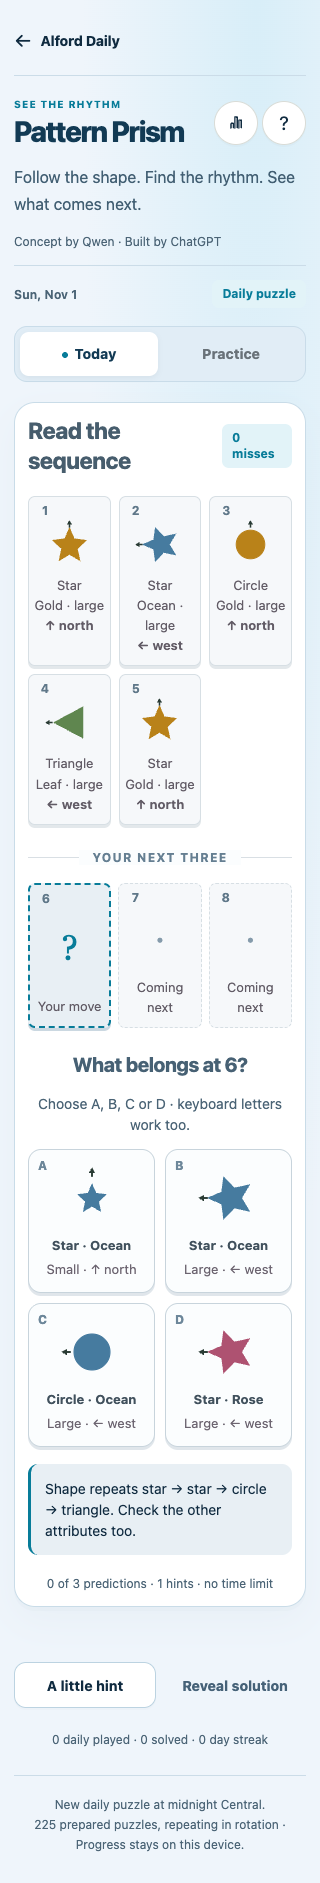 ← Alford Daily
SEE THE RHYTHM
Pattern Prism
?
Follow the shape. Find the rhythm. See
what comes next.
Concept by Qwen · Built by ChatGPT
Sun, Nov 1
Daily puzzle
• Today
Practice
Read the
sequence
0
misses
1
Star
Gold · large
↑ north
2
Star
Ocean ·
large
← west
3
Circle
Gold · large
↑ north
4
Triangle
Leaf · large
← west
5
Star
Gold · large
↑ north
YOUR NEXT THREE
6
?
Your move
7
Coming
next
8
Coming
next
What belongs at 6?
Choose A, B, C or D · keyboard letters
work too.
A
Star · Ocean
Small · ↑ north
B
Star · Ocean
Large · ← west
C
Circle · Ocean
Large · ← west
D
Star · Rose
Large · ← west
Shape repeats star → star → circle
→ triangle. Check the other
attributes too.
0 of 3 predictions · 1 hints · no time limit
A little hint
Reveal solution
0 daily played · 0 solved · 0 day streak
New daily puzzle at midnight Central.
225 prepared puzzles, repeating in rotation ·
Progress stays on this device.